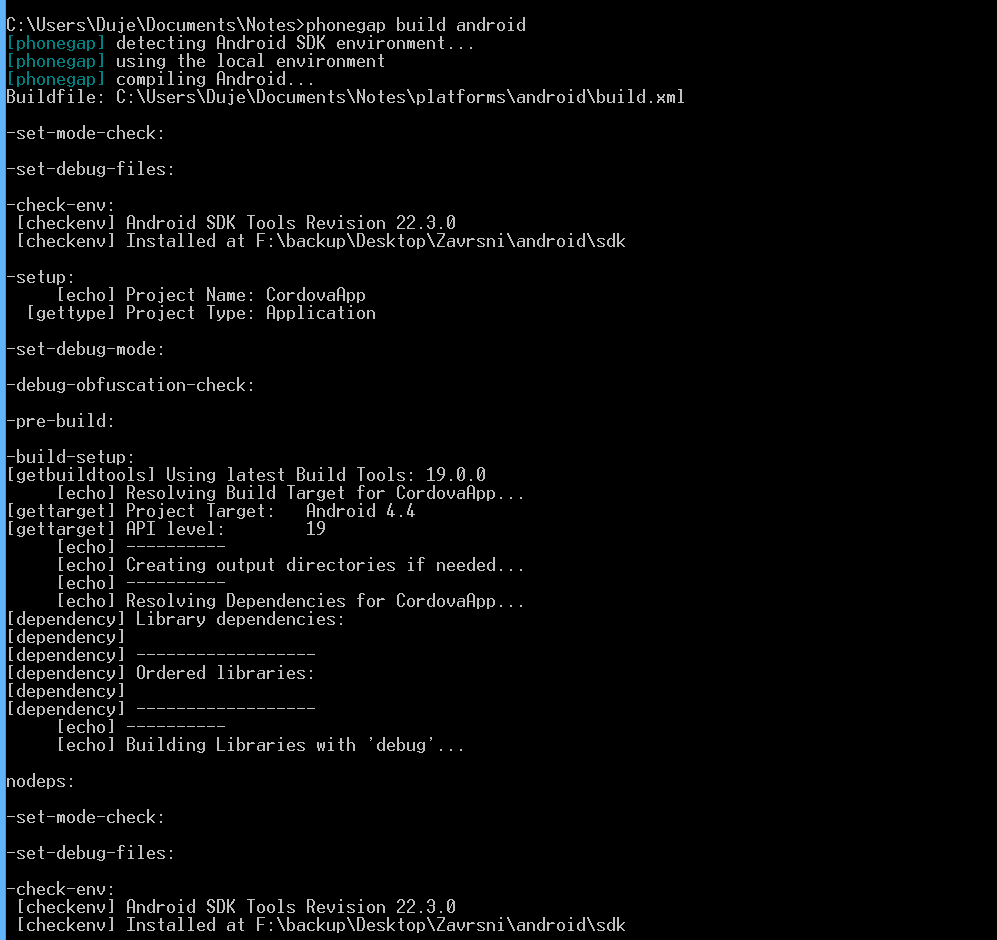 C:\Users\Duje\Documents\Notes>phonegap build android
[phonegap] detecting Android SDK environment...
[phonegap] using the local environment
[phonegap] compiling Android...
Buildfile: C:\Users\Duje\Documents\Notes\platforms\android\build.xml
-set-mode-check:
-set-debug-files:
-check-env:
[checkenv] Android SDK Tools Revision 22.3.0
[checkenv] Installed at F:\backup\Desktop\Zavrsni\android\sdk
-setup:
[echo] Project Name: CordovaApp
[gettype] Project Type: Application
-set-debug-mode:
-debug-obfuscation-check:
-pre-build:
-build-setup:
[getbuildtools] Using latest Build Tools: 19.0.0
[echo] Resolving Build Target for CordovaApp...
[gettarget] Project Target:   Android 4.4
[gettarget] API level:        19
[echo] ----------
[echo] Creating output directories if needed...
[echo] ----------
[echo] Resolving Dependencies for CordovaApp...
[dependency] Library dependencies:
[dependency]
[dependency] ------------------
[dependency] Ordered libraries:
[dependency]
[dependency] ------------------
[echo] ----------
[echo] Building Libraries with 'debug'...
nodeps:
-set-mode-check:
-set-debug-files:
-check-env:
[checkenv] Android SDK Tools Revision 22.3.0
[checkenv] Installed at F:\backup\Desktop\Zavrsni\android\sdk